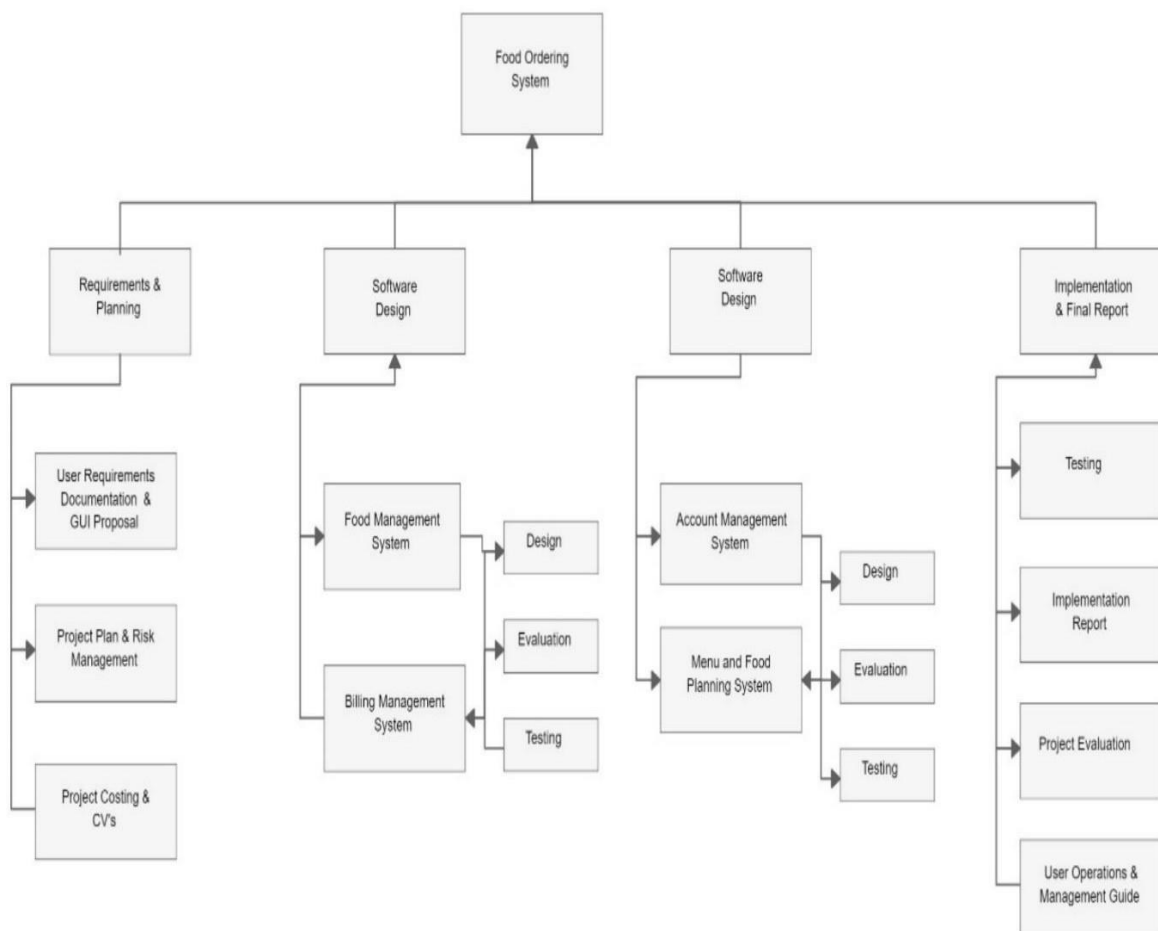 Food Ordering
System
Requirements &
Planning
Software
Design
Software
Design
Implementation
& Final Report
User Requirements
Documentation &
GUI Proposal
Project Plan & Risk
Management
Project Costing &
CV's
Food Management
System
Billing Management
System
Design
Evaluation
Testing
Account Management
System
Menu and Food
Planning System
Design
Evaluation
Testing
Testing
Implementation
Report
Project Evaluation
User Operations &
Management Guide